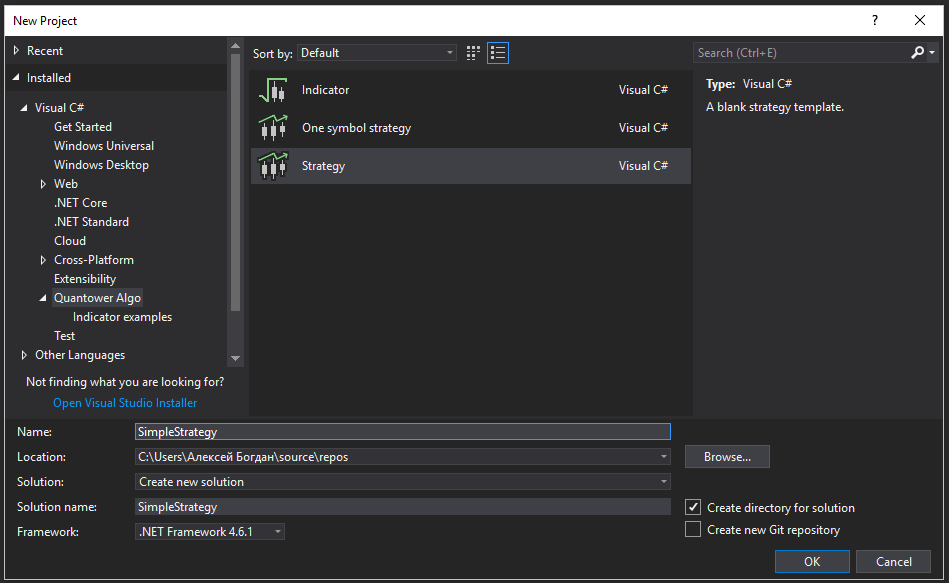 New Project
?
Recent
Installed
Visual C#
Get Started
Windows Universal
Windows Desktop
Web
.NET Core
.NET Standard
Cloud
Cross-Platform
Extensibility
Quantower Algo
Indicator examples
Test
Other Languages
Not finding what you are looking for?
Open Visual Studio Installer
Sort by: Default
Indicator Visual C#
One symbol strategy Visual C#
Strategy Visual C#
Search (Ctrl+E)
Type: Visual C#
A blank strategy template.
Name: SimpleStrategy
Location: C:\Users\Алексей Богдан\source\repos
Browse...
Solution: Create new solution
Solution name: SimpleStrategy
Create directory for solution
Framework: .NET Framework 4.6.1
Create new Git repository
OK Cancel